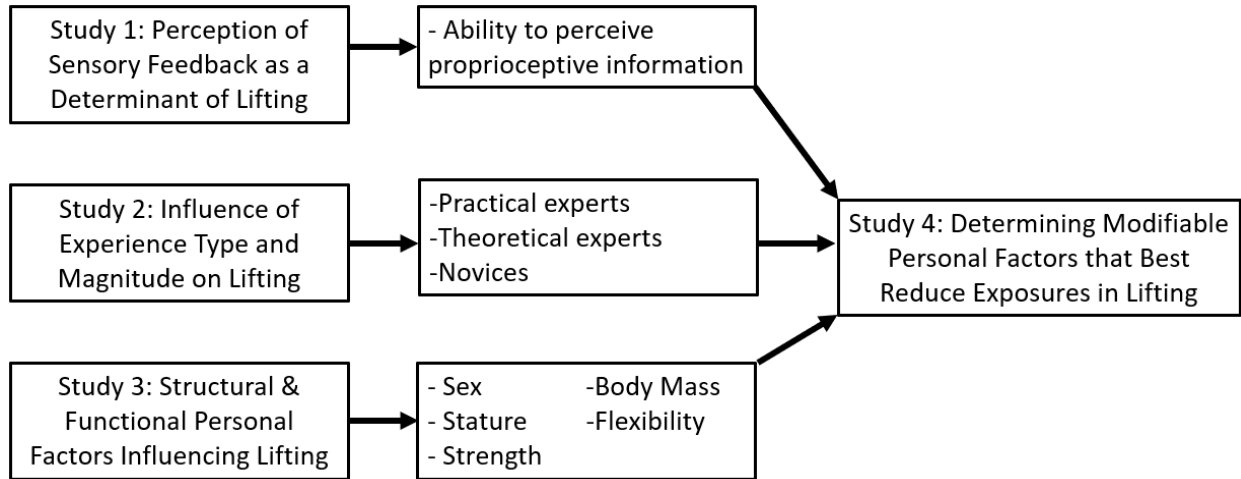 Study 1: Perception of
Sensory Feedback as a
Determinant of Lifting
- Ability to perceive
proprioceptive information
Study 2: Influence of
Experience Type and
Magnitude on Lifting
-Practical experts
-Theoretical experts
-Novices
Study 3: Structural &
Functional Personal
Factors Influencing Lifting
- Sex
- Stature
- Strength
-Body Mass
-Flexibility
Study 4: Determining Modifiable
Personal Factors that Best
Reduce Exposures in Lifting